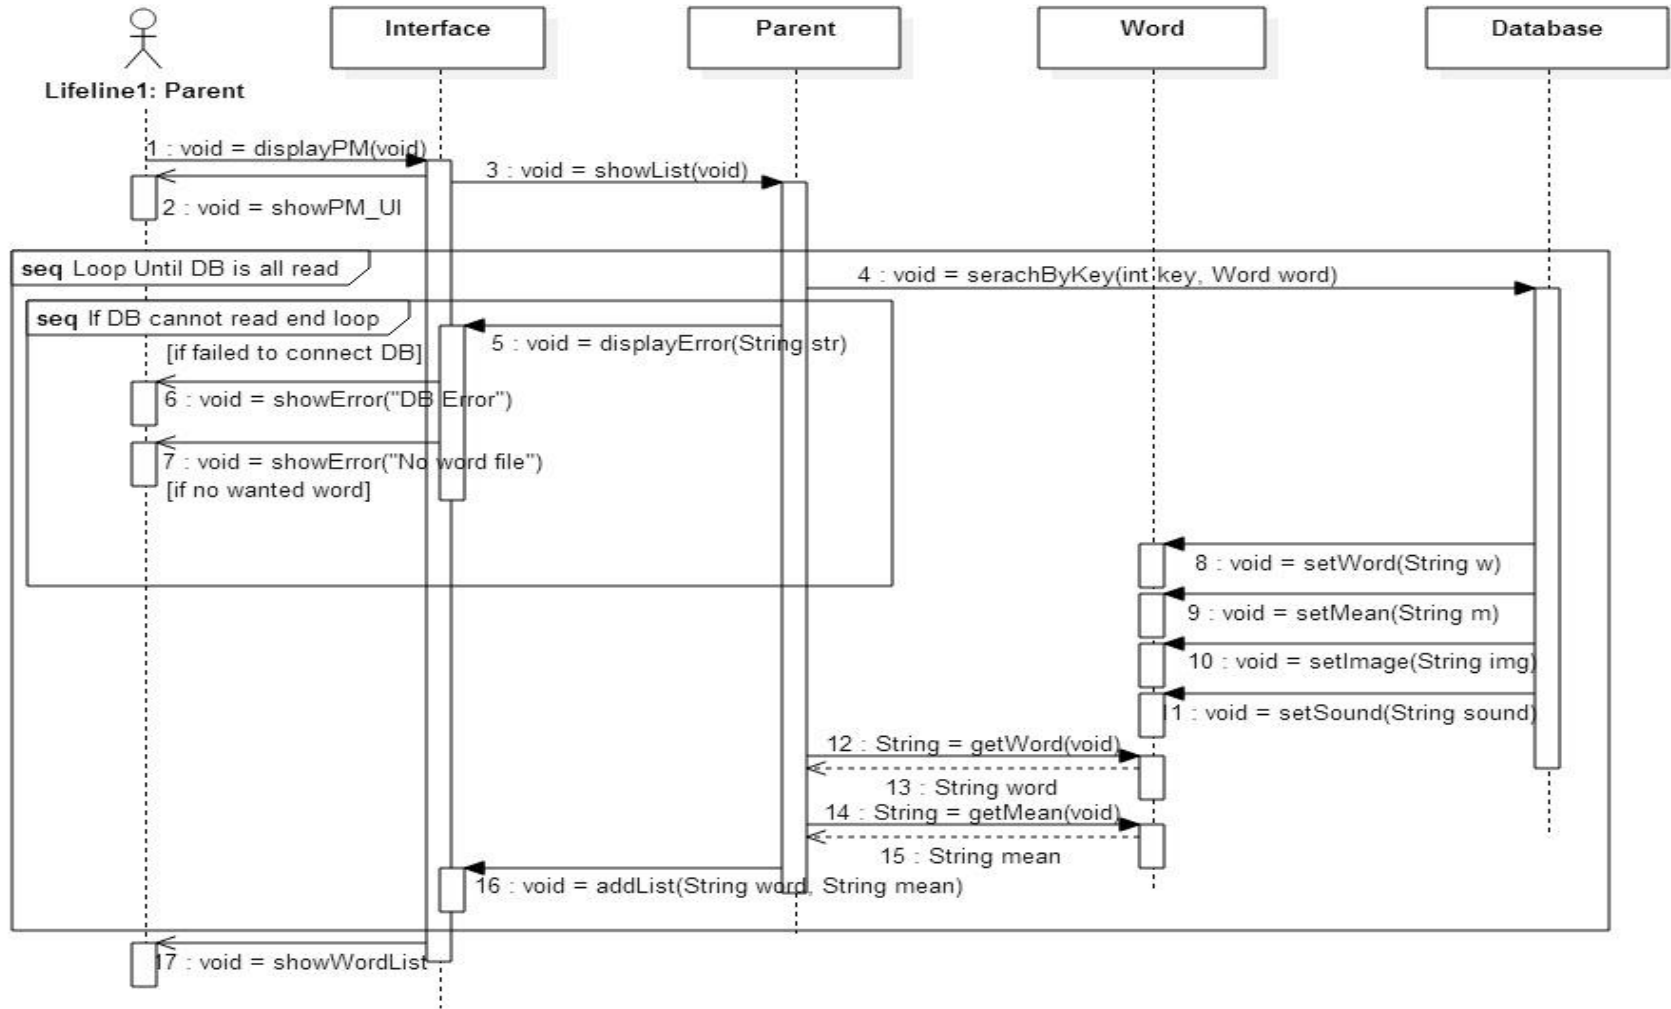 Interface
Parent
Word
Database
Lifeline1: Parent
1 : void = displayPM(void)
3 : void = showList(void)
2 : void = showPM_UI
seq Loop Until DB is all read
4 : void = serachByKey(int key, Word word)
seq If DB cannot read end loop
5 : void = displayError(String str)
[if failed to connect DB]
6 : void = showError("DB Error")
7 : void = showError("No word file")
[if no wanted word]
8 : void = setWord(String w)
9 : void = setMean(String m)
10 : void = setImage(String img)
11 : void = setSound(String sound)
12 : String = getWord(void)
13 : String word
14 : String = getMean(void)
15 : String mean
16 : void = addList(String word, String mean)
17 : void = showWordList